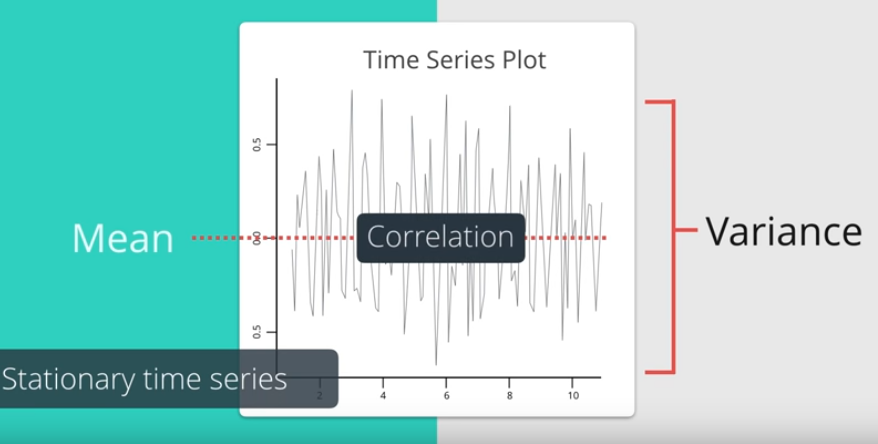 Time Series Plot
0.5
Mean
0.0
Correlation
Variance
0.5
Stationary time series
2 4 6 8 10